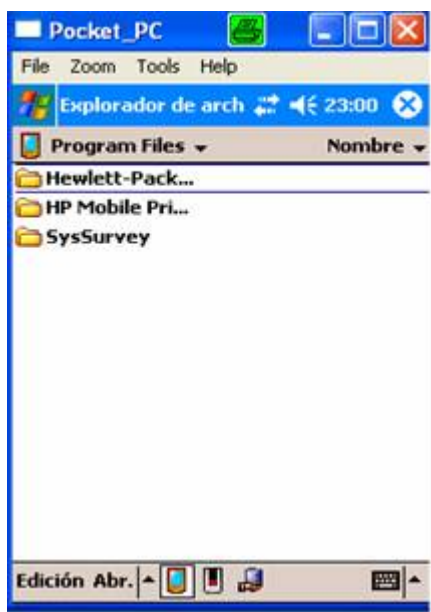 Pocket_PC
File Zoom Tools Help
Explorador de arch 23:00
Program Files Nombre
Hewlett-Pack...
HP Mobile Pri...
SysSurvey
Edición Abr.